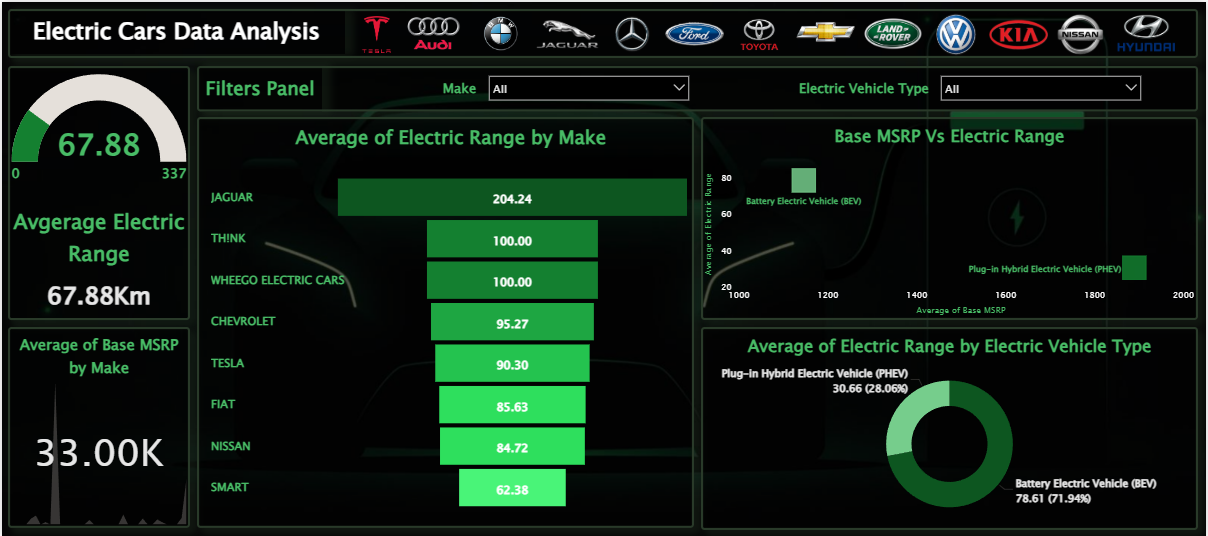 Electric Cars Data Analysis
TESLA
Audi
BMW
JAGUAR
Ford
TOYOTA
LAND
ROVER
KIA
NISSAN
HYUNDAI
67.88
0
337
Avgerage Electric
Range
67.88Km
Average of Base MSRP
by Make
33.00K
Filters Panel
Make
All
Electric Vehicle Type
All
Average of Electric Range by Make
JAGUAR
204.24
TH!NK
100.00
WHEEGO ELECTRIC CARS
100.00
CHEVROLET
95.27
TESLA
90.30
FIAT
85.63
NISSAN
84.72
SMART
62.38
Base MSRP Vs Electric Range
Average of Electric Range
80
60
40
20
Battery Electric Vehicle (BEV)
Plug-in Hybrid Electric Vehicle (PHEV)
1000
1200
1400
1600
1800
2000
Average of Base MSRP
Average of Electric Range by Electric Vehicle Type
Plug-in Hybrid Electric Vehicle (PHEV)
30.66 (28.06%)
Battery Electric Vehicle (BEV)
78.61 (71.94%)